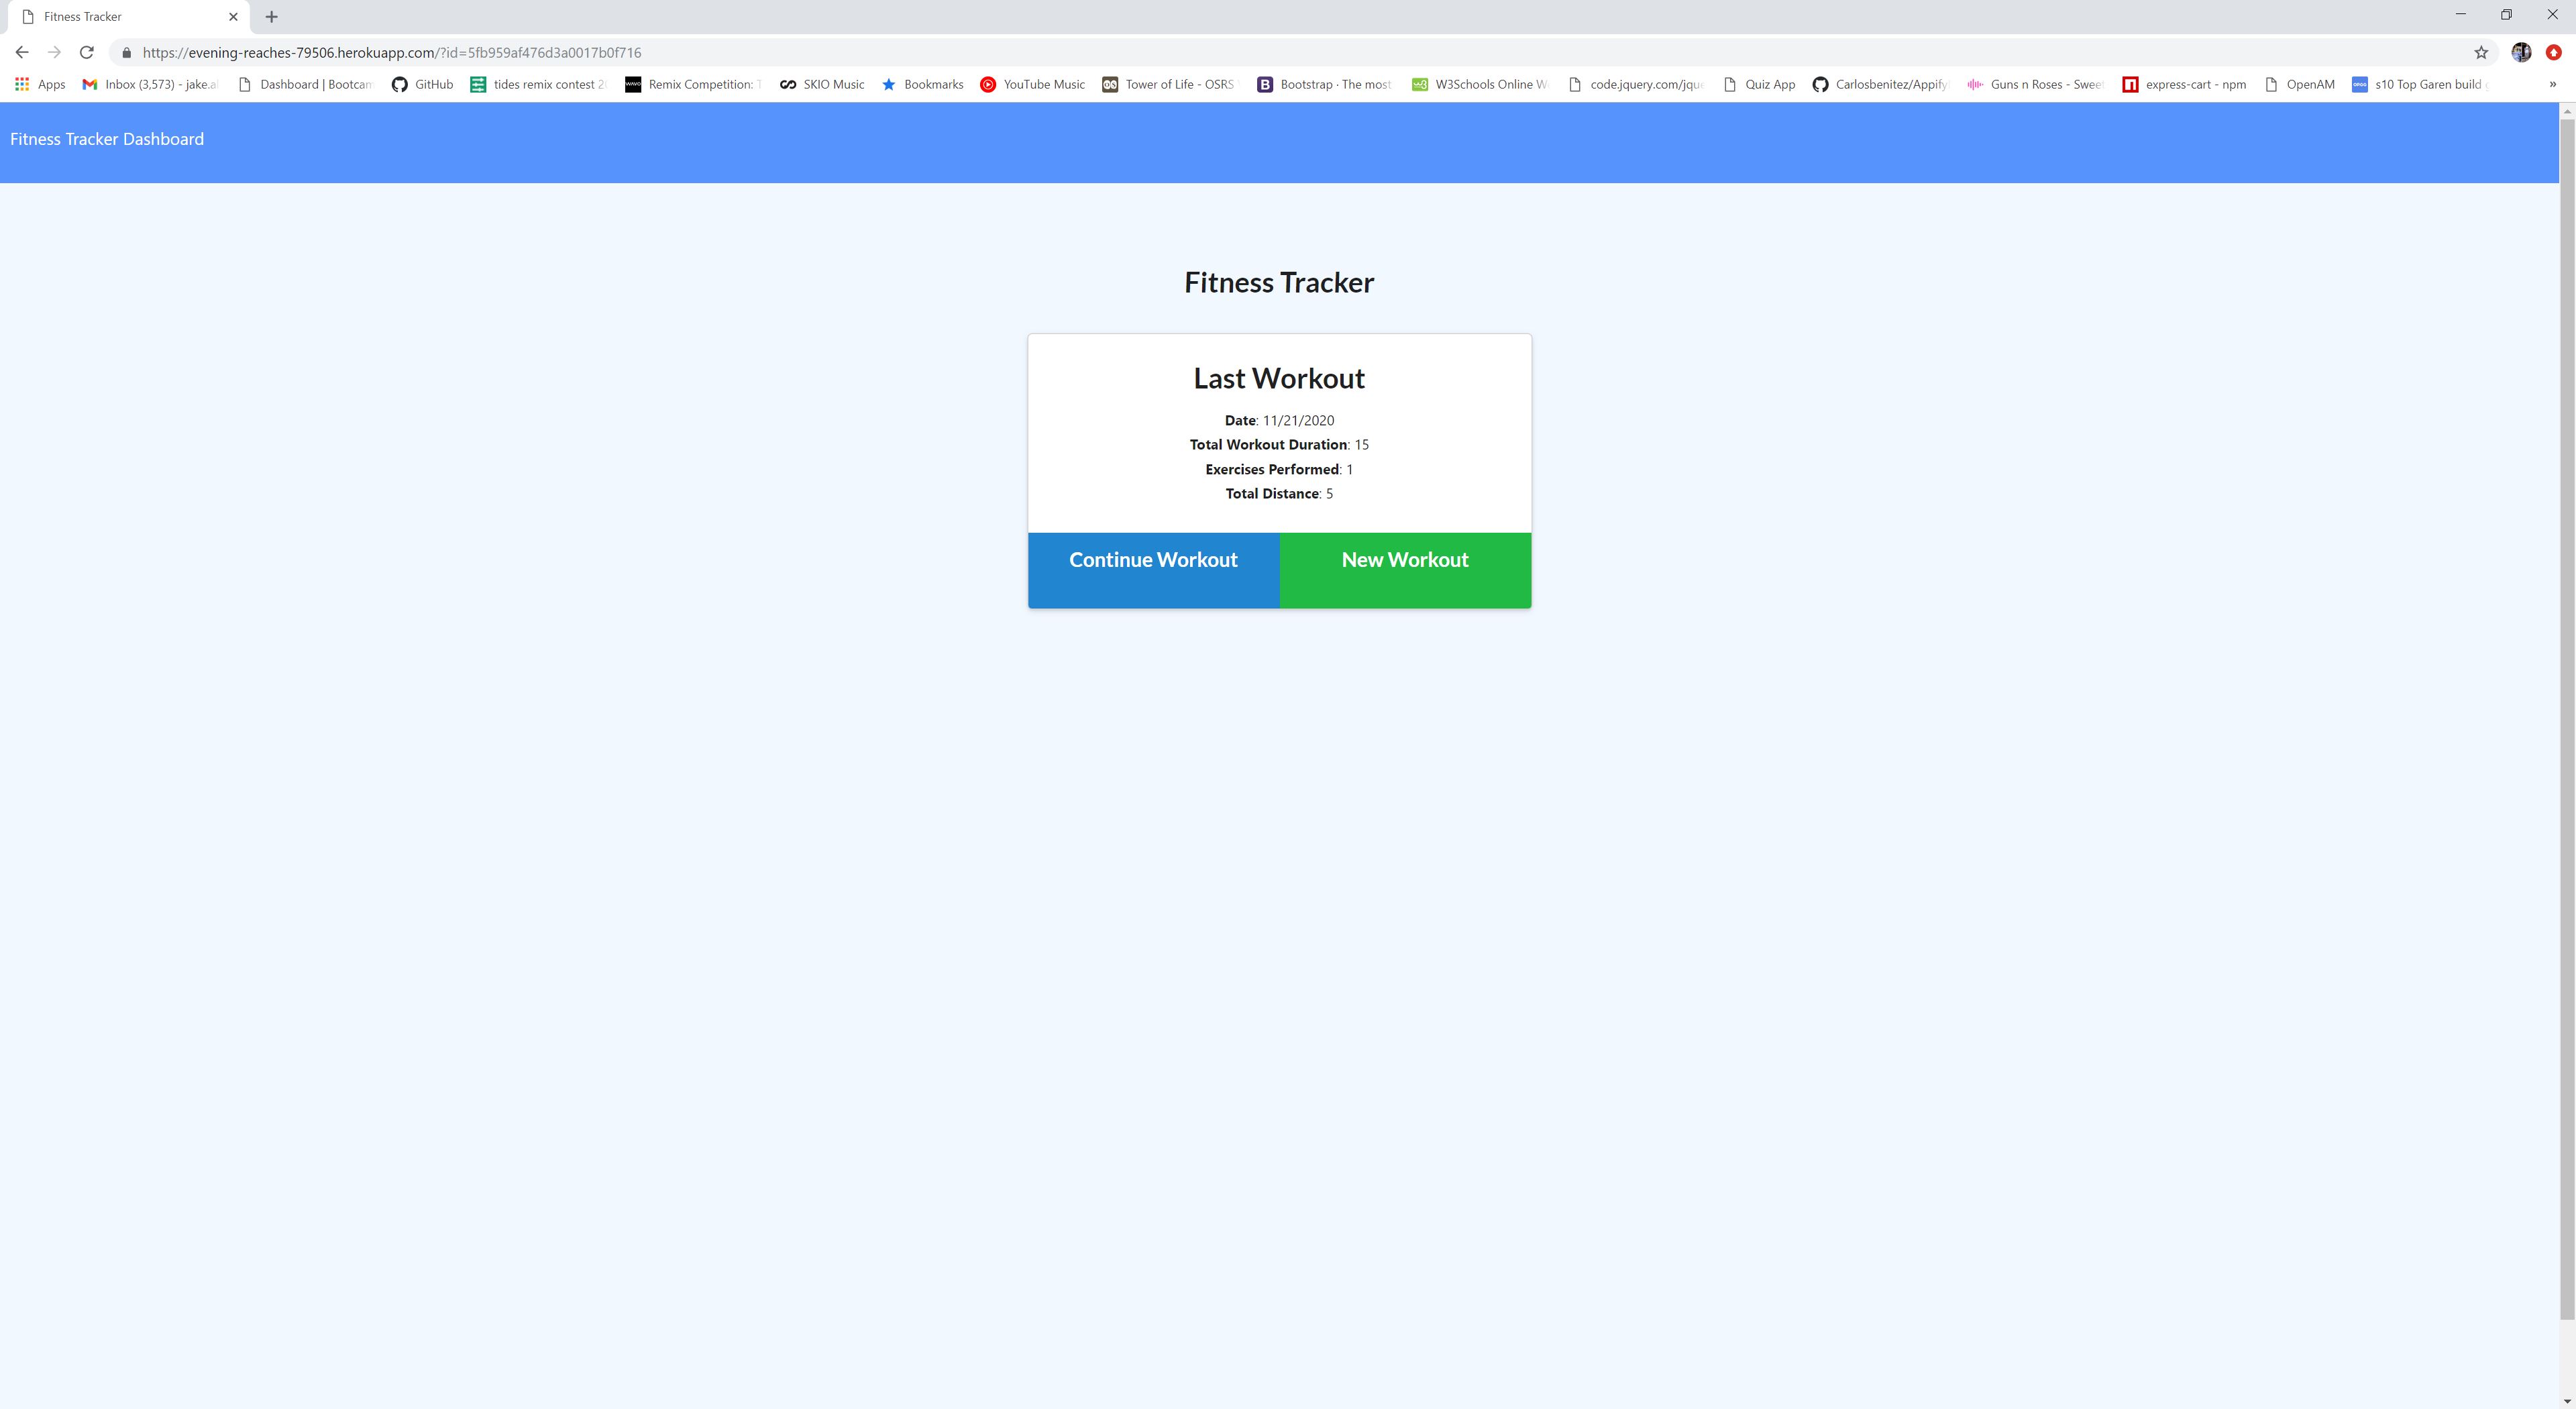 Fitness Tracker
https://evening-reaches-79506.herokuapp.com/?id=5fb959af476d3a0017b0f716
Apps Inbox (3,573) - jake.a Dashboard | Bootcam GitHub tides remix contest 2 Remix Competition: SKIO Music Bookmarks YouTube Music Tower of Life - OSRS Bootstrap · The most W3Schools Online W code.jquery.com/jque Quiz App Carlosbenitez/Appify Guns n Roses - Swee express-cart - npm OpenAM s10 Top Garen build »
Fitness Tracker Dashboard
Fitness Tracker
Last Workout
Date: 11/21/2020
Total Workout Duration: 15
Exercises Performed: 1
Total Distance: 5
Continue Workout New Workout